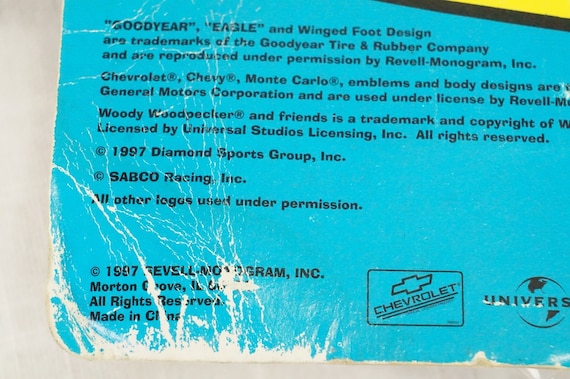 "GOODYEAR", "EAGLE" and Winged Foot Design
are trademarks of the Goodyear Tire & Rubber Company
and are reproduced under permission by Revell-Monogram, Inc.
Chevrolet®, Chevy®, Monte Carlo®, emblems and body designs are
General Motors Corporation and are used under license by Revell-M
Woody Woodpecker® and friends is a trademark and copyright of W
Licensed by Universal Studios Licensing, Inc. All rights reserved.
© 1997 Diamond Sports Group, Inc.
© SABCO Racing, Inc.
All other logos used under permission.
© 1997 REVELL-MONOGRAM, INC.
Morton Grove, IL
All Rights Reserved.
Made in China
CHEVROLET
UNIVERS